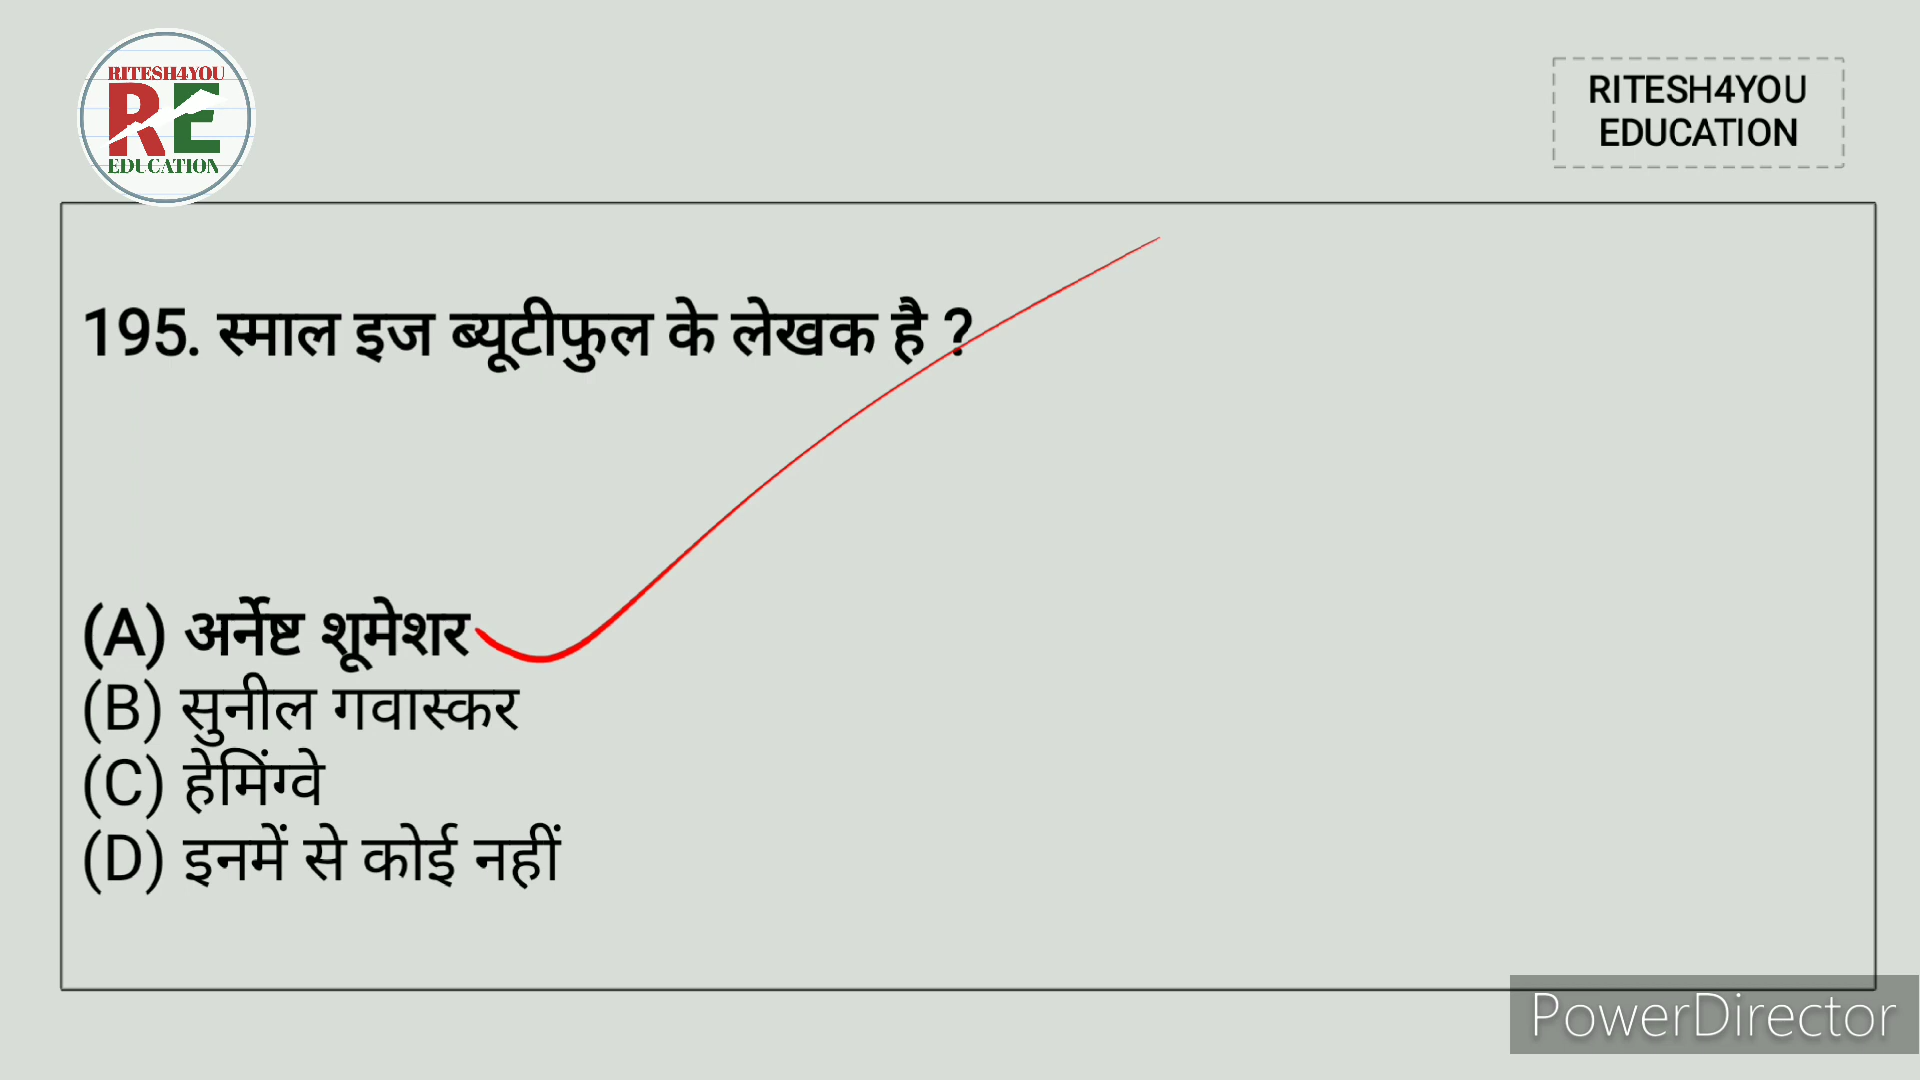 RITESH4YOU
RE
EDUCATION
RITESH4YOU
EDUCATION
195. स्माल इज ब्यूटीफुल के लेखक है ?
(A) अर्नेष्ट शूमेशर
(B) सुनील गवास्कर
(C) हेमिंग्वे
(D) इनमें से कोई नहीं
PowerDirector